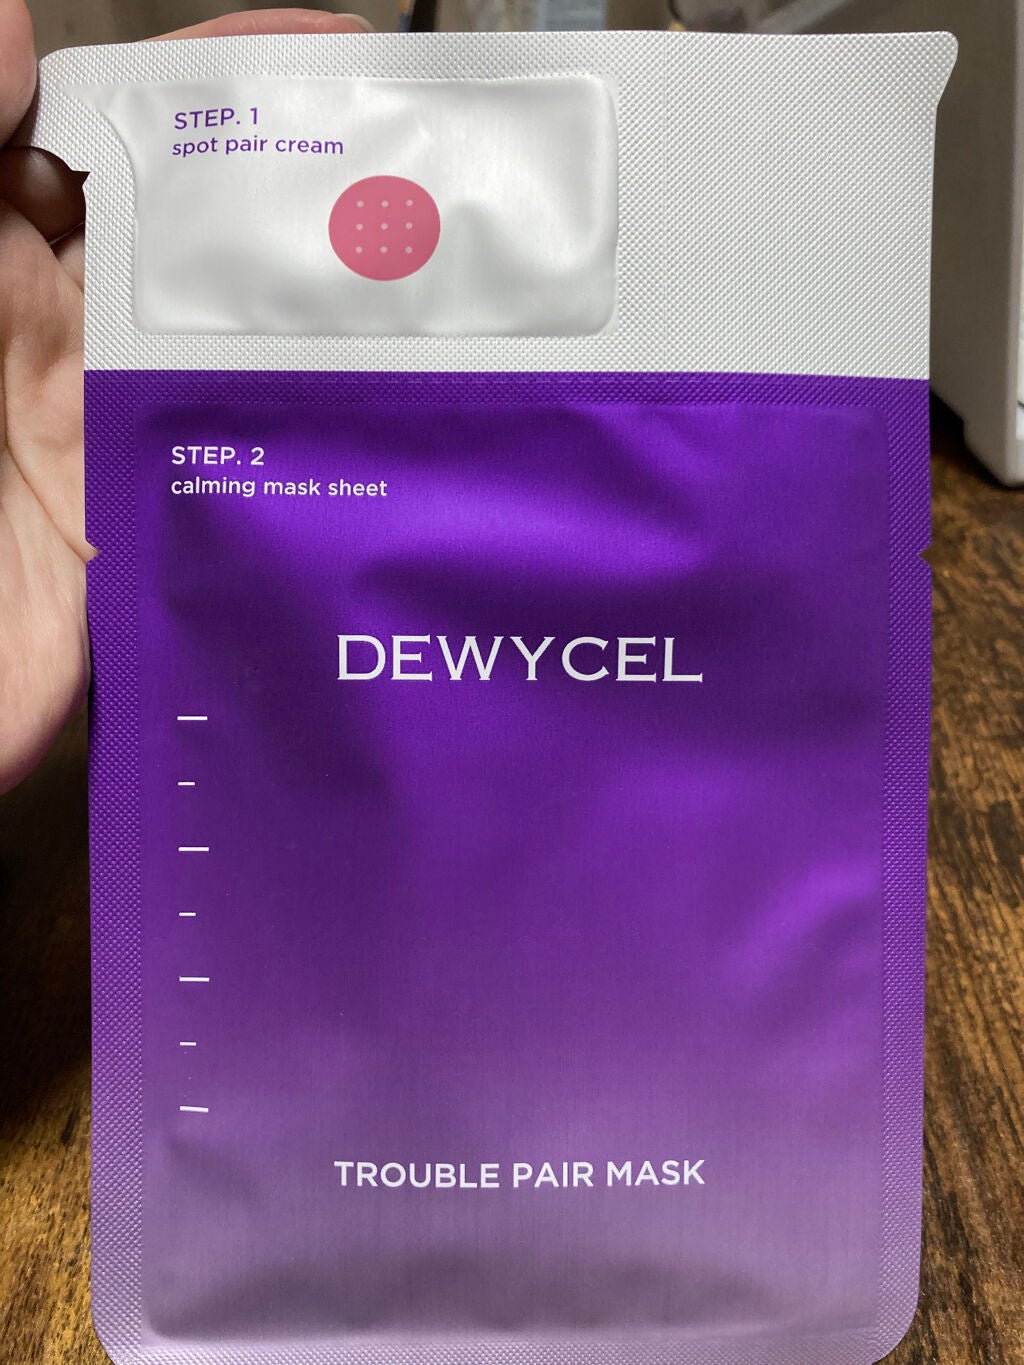 STEP. 1
spot pair cream
STEP. 2
calming mask sheet
DEWYCEL
TROUBLE PAIR MASK